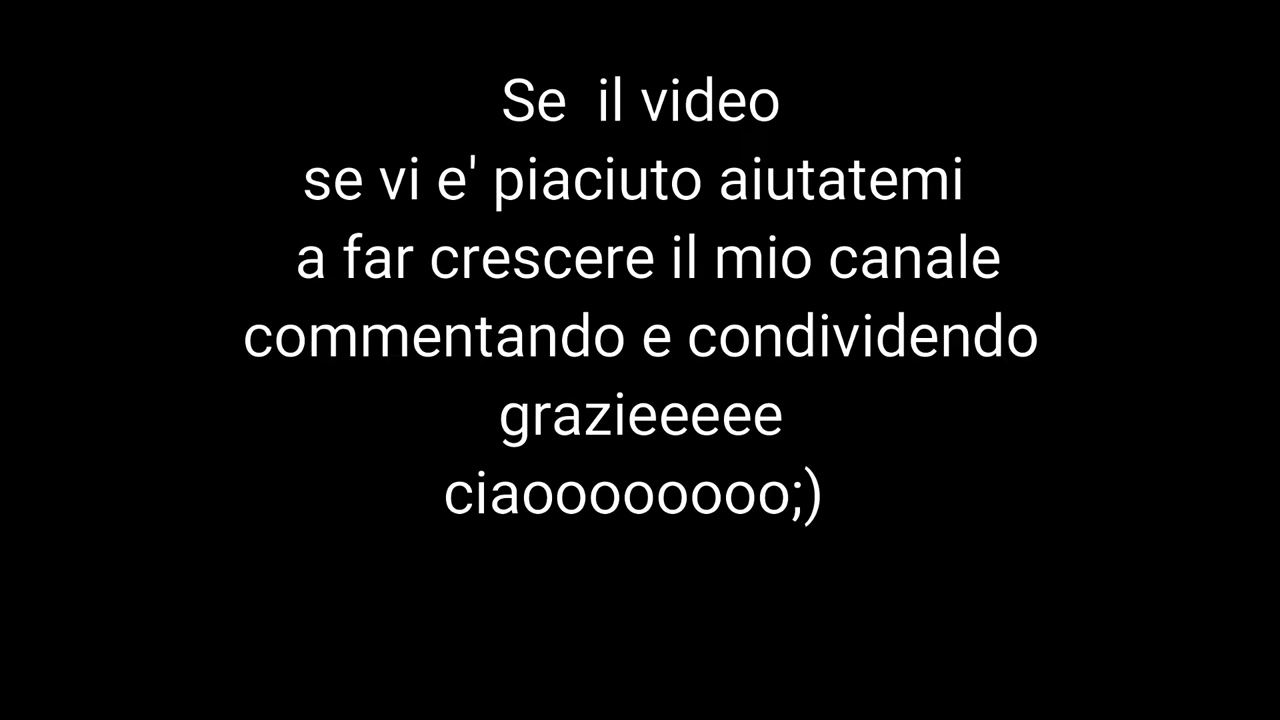 Se  il video
se vi e' piaciuto aiutatemi
a far crescere il mio canale
commentando e condividendo
grazieeeee
ciaoooooooo;)